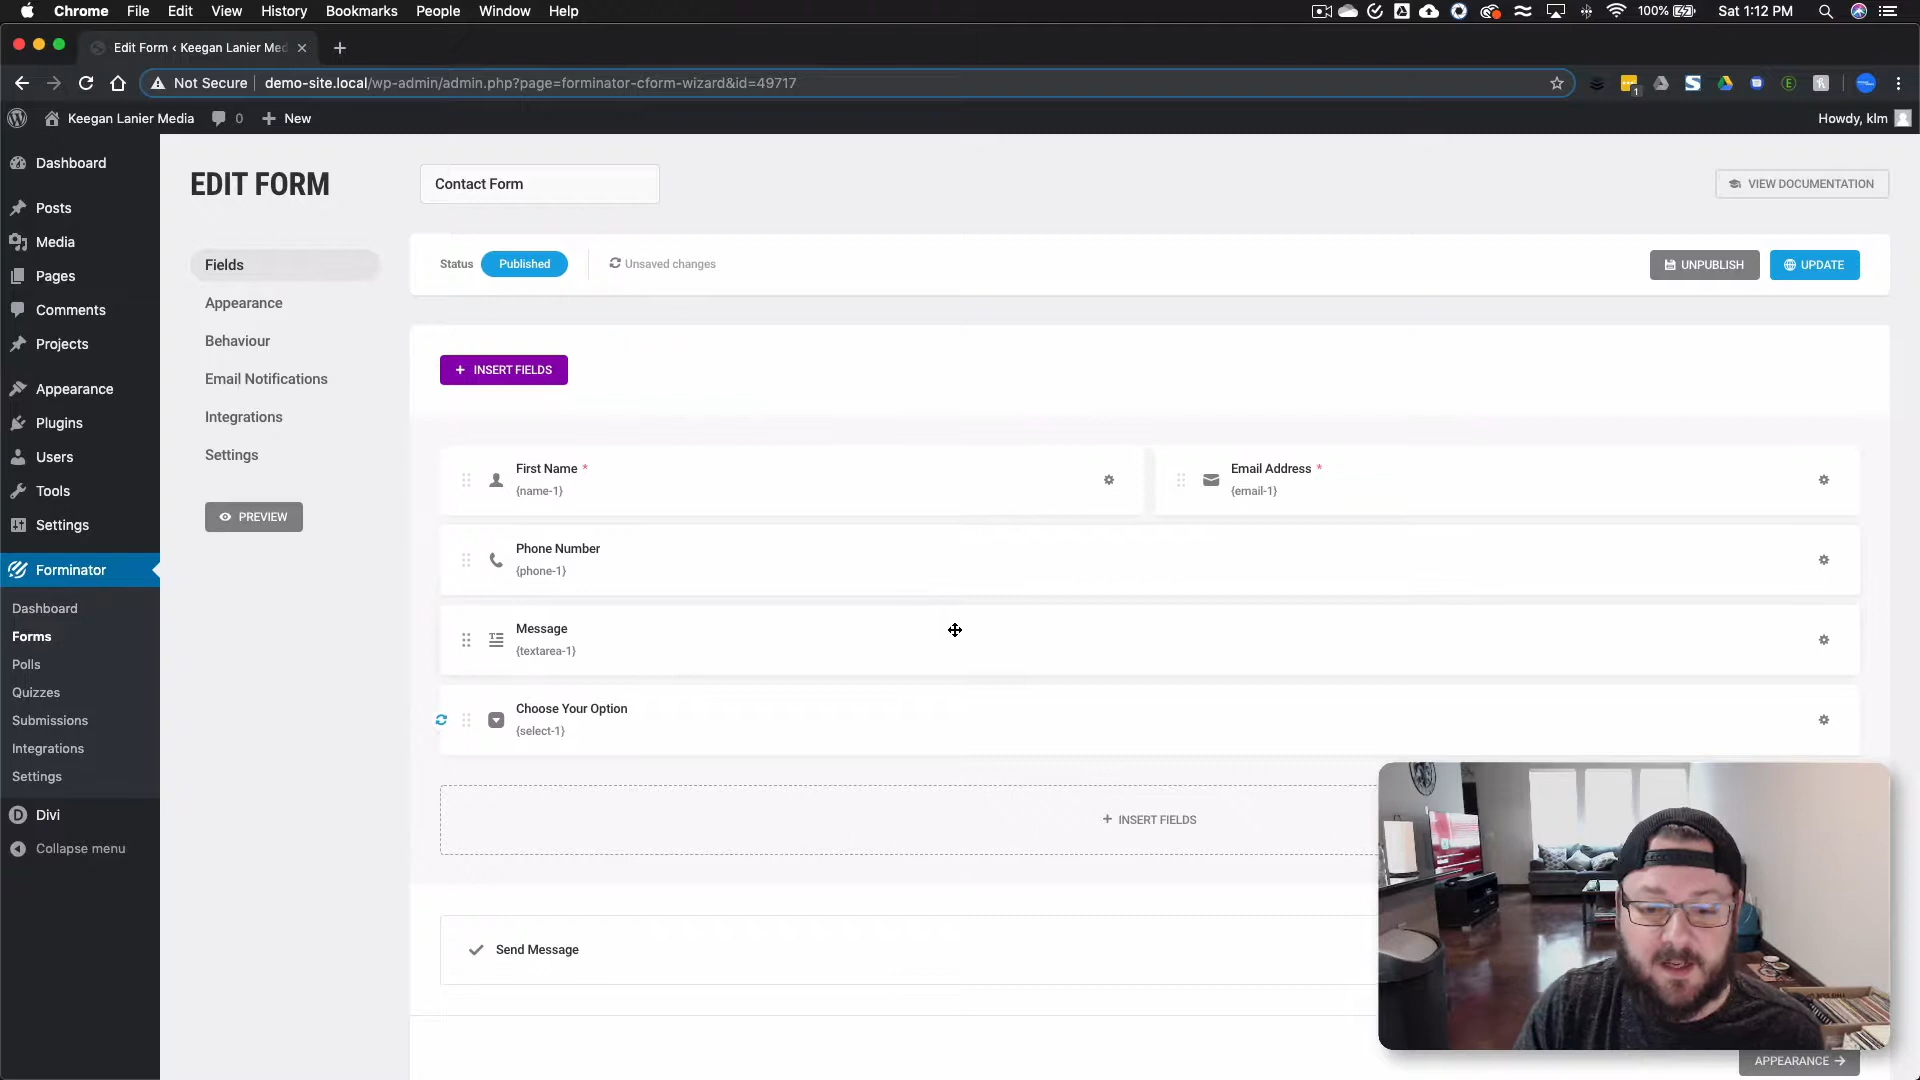 Chrome File Edit View History Bookmarks People Window Help 100% Sat 1:12 PM
Edit Form ‹ Keegan Lanier Med
Not Secure demo-site.local/wp-admin/admin.php?page=forminator-cform-wizard&id=49717
Keegan Lanier Media 0 + New Howdy, klm
Dashboard
Posts
Media
Pages
Comments
Projects
Appearance
Plugins
Users
Tools
Settings
Forminator
Dashboard
Forms
Polls
Quizzes
Submissions
Integrations
Settings
Divi
Collapse menu
EDIT FORM
Contact Form
VIEW DOCUMENTATION
Fields
Appearance
Behaviour
Email Notifications
Integrations
Settings
PREVIEW
Status Published Unsaved changes
UNPUBLISH
UPDATE
+ INSERT FIELDS
First Name *
{name-1}
Email Address *
{email-1}
Phone Number
{phone-1}
Message
{textarea-1}
Choose Your Option
{select-1}
+ INSERT FIELDS
Send Message
APPEARANCE →